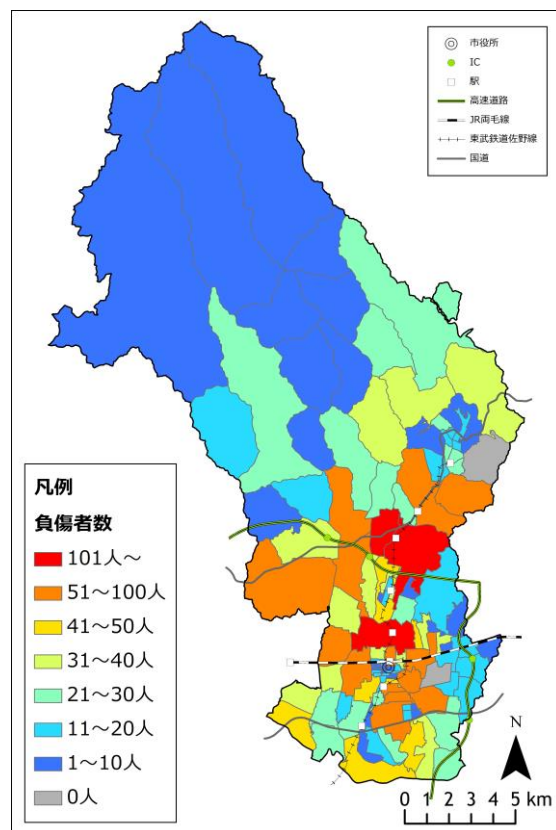 市役所
IC
駅
高速道路
JR両毛線
東武鉄道佐野線
国道
凡例
負傷者数
101人～
51～100人
41～50人
31～40人
21～30人
11～20人
1～10人
0人
N
0 1 2 3 4 5 km